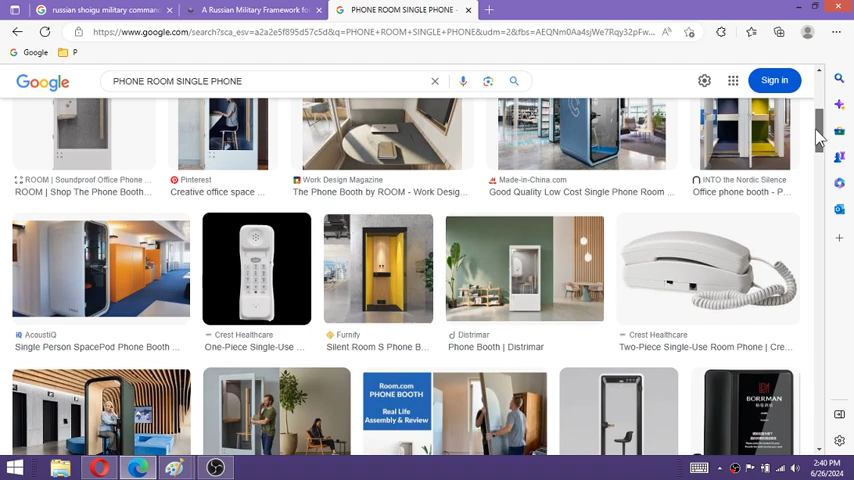 russian shoigu military comman
A Russian Military Framework fo
PHONE ROOM SINGLE PHONE -
https://www.google.com/search?sca_esv=a2a2e5f895d57c5d&q=PHONE+ROOM+SINGLE+PHONE&udm=2&fbs=AEQNm0Aa4sjWe7Rqy32pFw...
Google
P
Google
PHONE ROOM SINGLE PHONE
Sign in
ROOM | Soundproof Office Phone ...
Pinterest
Work Design Magazine
Made-in-China.com
INTO the Nordic Silence
ROOM | Shop The Phone Booth...
Creative office space ...
The Phone Booth by ROOM - Work Desig...
Good Quality Low Cost Single Phone Room ...
Office phone booth - P...
AcoustiQ
Crest Healthcare
Furnify
Distrimar
Crest Healthcare
Single Person SpacePod Phone Booth ...
One-Piece Single-Use ...
Silent Room S Phone B...
Phone Booth | Distrimar
Two-Piece Single-Use Room Phone | Cre...
Room.com
PHONE BOOTH
Real Life
Assembly & Review
BORRMAN
2:40 PM
6/26/2024